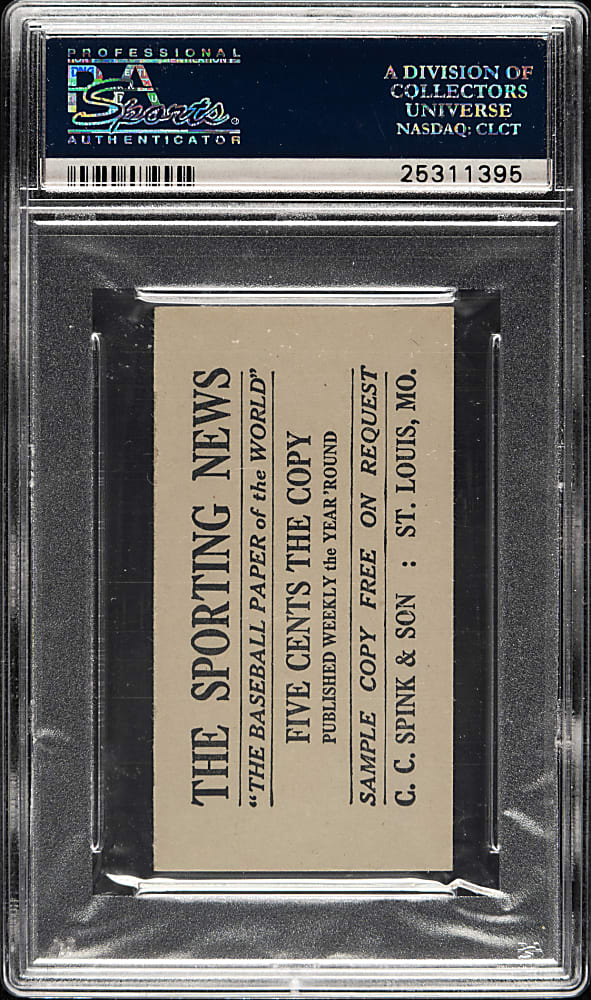 PROFESSIONAL
PSA
Sports
AUTHENTICATOR
A DIVISION OF
COLLECTORS
UNIVERSE
NASDAQ: CLCT
25311395
THE SPORTING NEWS
"THE BASEBALL PAPER of the WORLD"
FIVE CENTS THE COPY
PUBLISHED WEEKLY the YEAR 'ROUND
SAMPLE COPY FREE ON REQUEST
C. C. SPINK & SON : ST. LOUIS, MO.